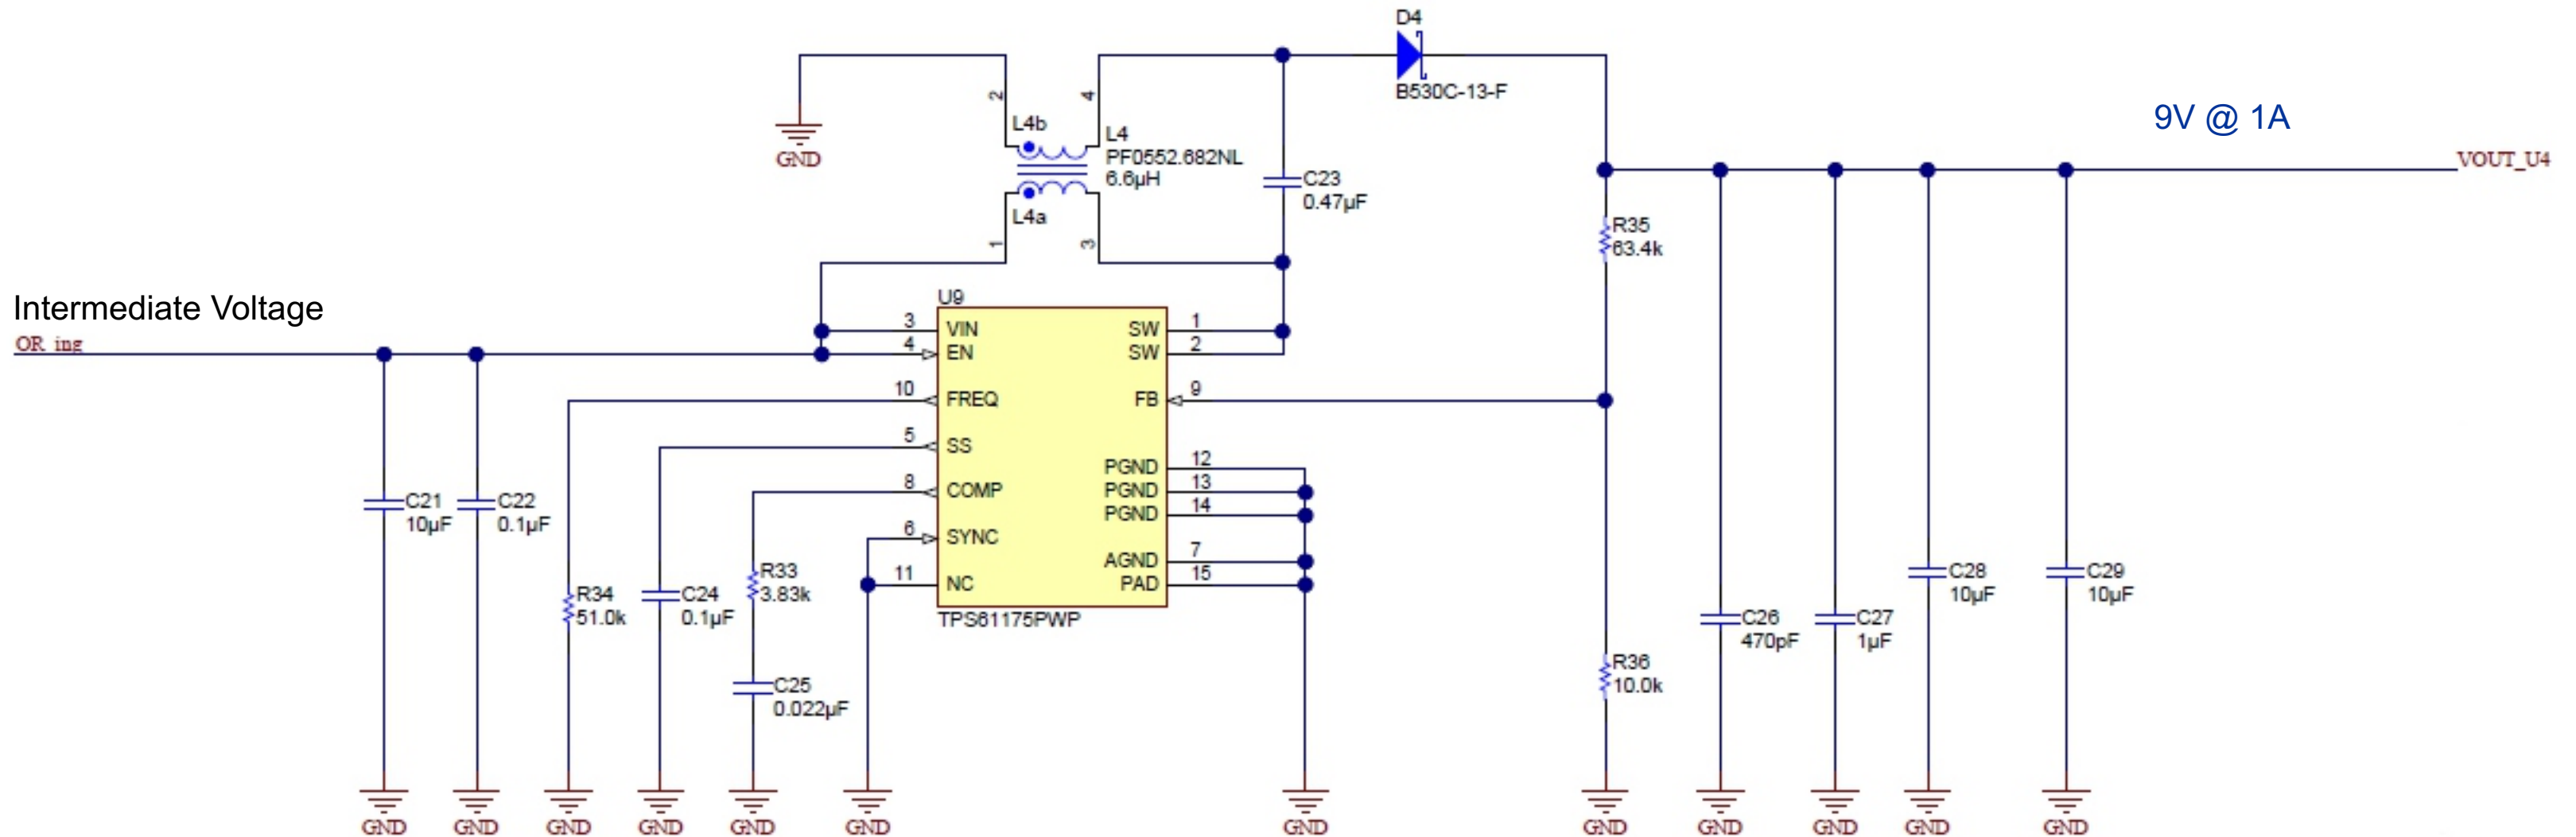 D4
B530C-13-F
9V @ 1A
VOUT_U4
2
4
GND
L4b
L4
PF0552.682NL
6.6µH
L4a
1
3
C23
0.47µF
R35
63.4k
Intermediate Voltage
OR_ing
U9
3 VIN
4 EN
10 FREQ
5 SS
8 COMP
6 SYNC
11 NC
SW 1
SW 2
FB 9
PGND 12
PGND 13
PGND 14
AGND 7
PAD 15
TPS61175PWP
C21
10µF
C22
0.1µF
R34
51.0k
C24
0.1µF
R33
3.83k
C25
0.022µF
R36
10.0k
C26
470pF
C27
1µF
C28
10µF
C29
10µF
GND
GND
GND
GND
GND
GND
GND
GND
GND
GND
GND
GND